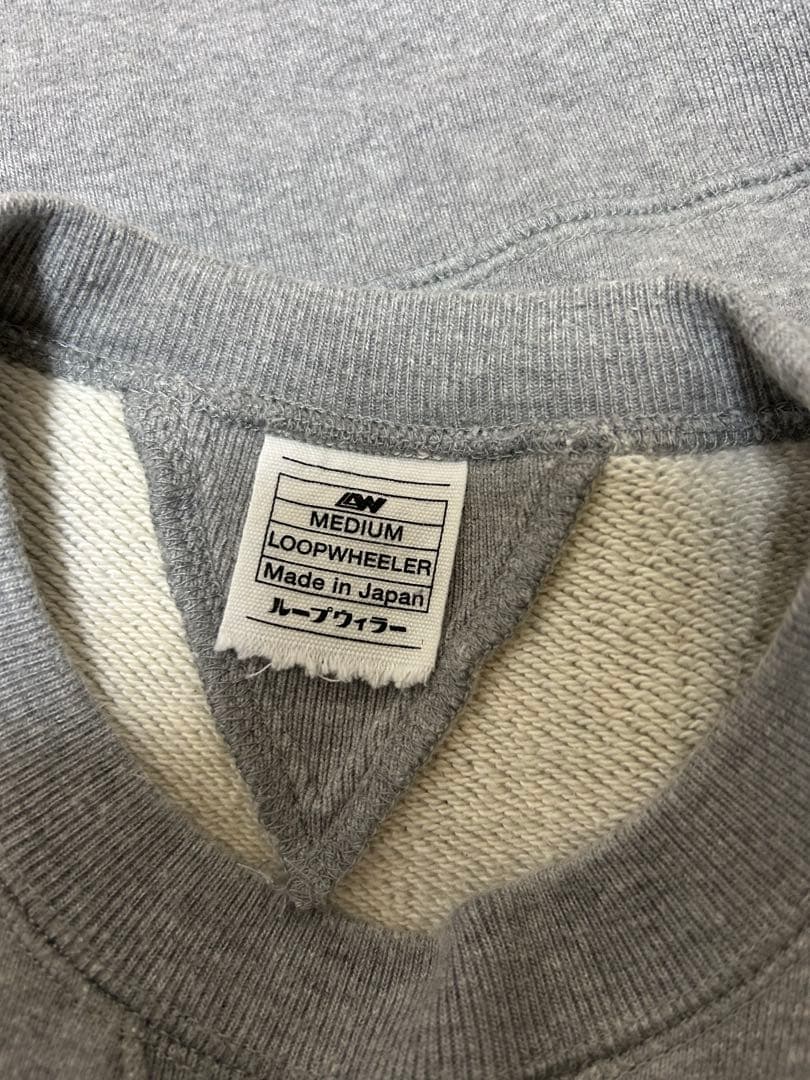 LW
MEDIUM
LOOPWHEELER
Made in Japan
ループウィラー